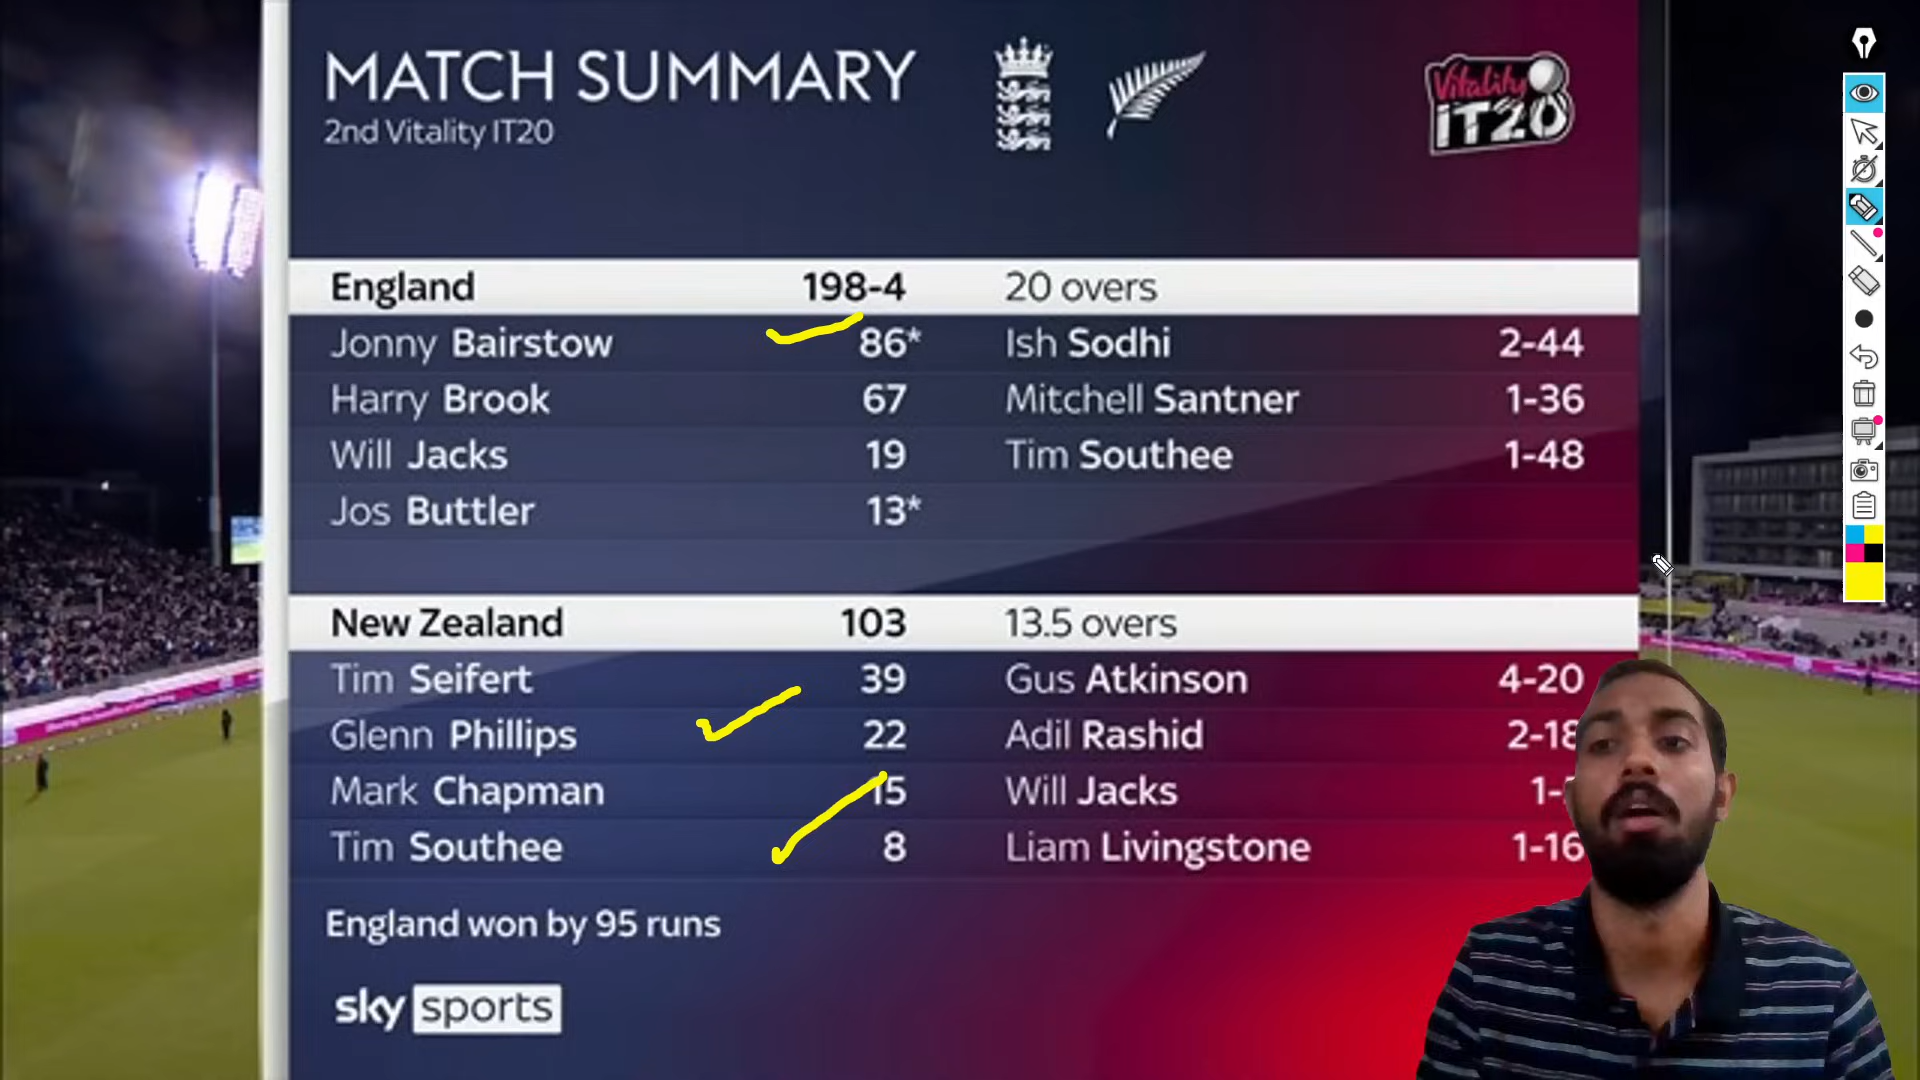 MATCH SUMMARY
2nd Vitality IT20
Vitality
IT20
England 198-4 20 overs
Jonny Bairstow 86* Ish Sodhi 2-44
Harry Brook 67 Mitchell Santner 1-36
Will Jacks 19 Tim Southee 1-48
Jos Buttler 13*
New Zealand 103 13.5 overs
Tim Seifert 39 Gus Atkinson 4-20
Glenn Phillips 22 Adil Rashid 2-18
Mark Chapman 15 Will Jacks
Tim Southee 8 Liam Livingstone 1-16
England won by 95 runs
sky sports